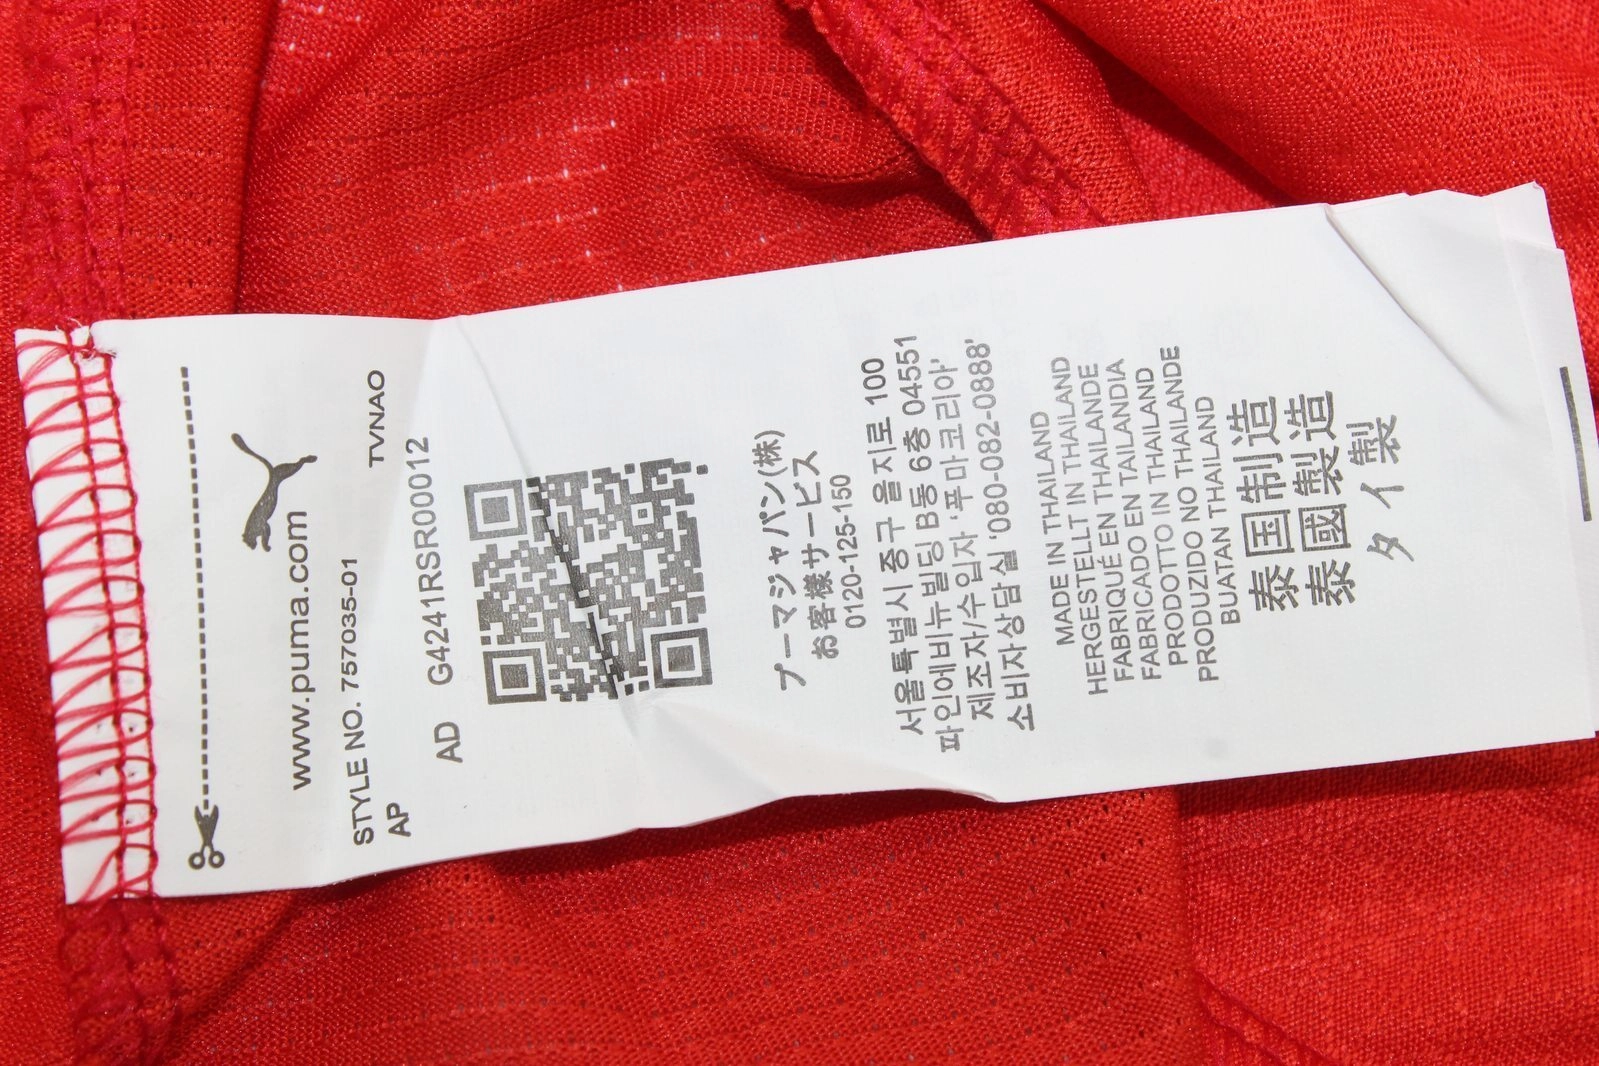 www.puma.com
STYLE NO. 757035-01 TVNAO
AP
AD G4241RSR00012
プーマジャパン(株)
お客様サービス
0120-125-150
서울특별시 중구 을지로 100
파인에비뉴빌딩 B동 6층 04551
제조자/수입자 '푸마코리아'
소비자상담실 '080-082-0888'
MADE IN THAILAND
HERGESTELLT IN THAILAND
FABRIQUÉ EN THAILANDE
FABRICADO EN TAILANDIA
PRODOTTO IN THAILAND
PRODUZIDO NO THAILANDE
BUATAN THAILAND
泰国制造
泰國製造
タイ製